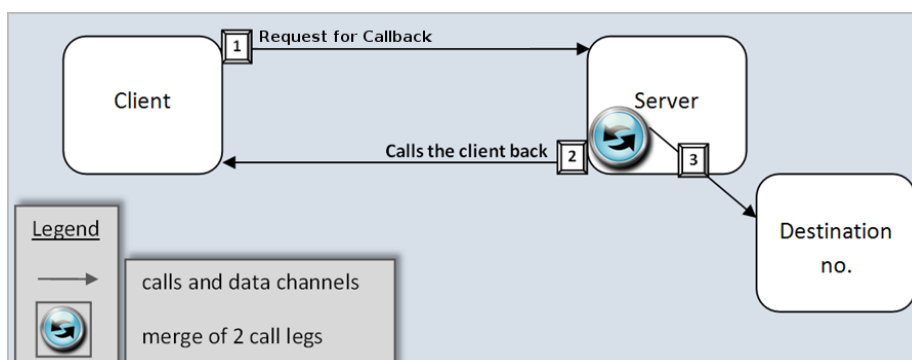 1
Request for Callback
Client
Server
Calls the client back
2
3
Destination
no.
Legend
calls and data channels
merge of 2 call legs